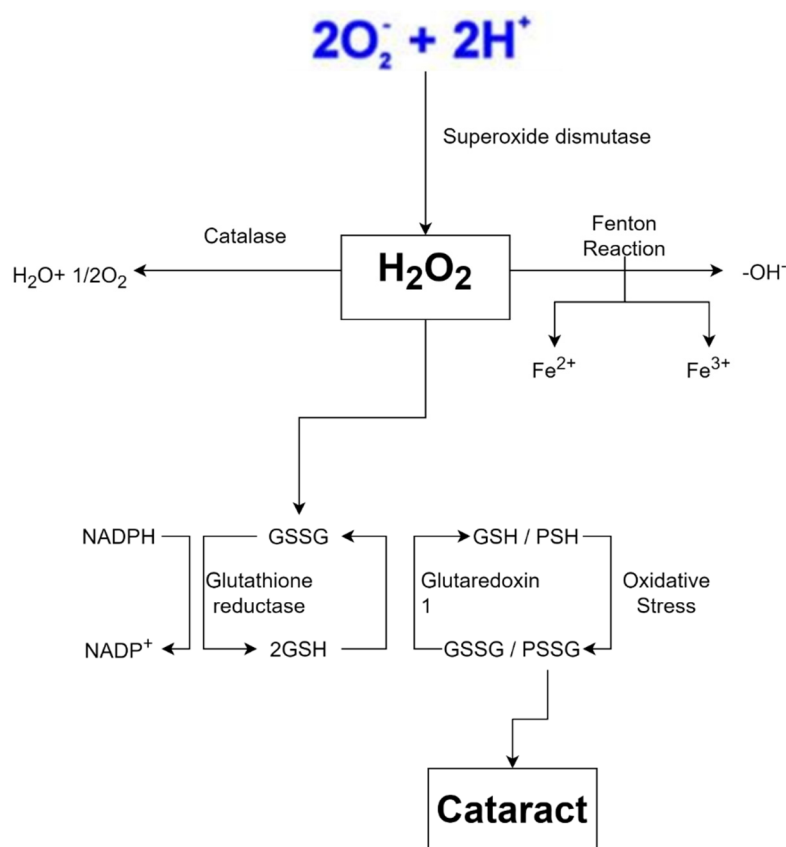 2O₂⁻ + 2H⁺
Superoxide dismutase
Catalase
Fenton
Reaction
H₂O+ 1/2O₂
H₂O₂
-OH⁻
Fe²⁺
Fe³⁺
NADPH
GSSG
GSH / PSH
Glutathione
reductase
Glutaredoxin
1
Oxidative
Stress
NADP⁺
2GSH
GSSG / PSSG
Cataract